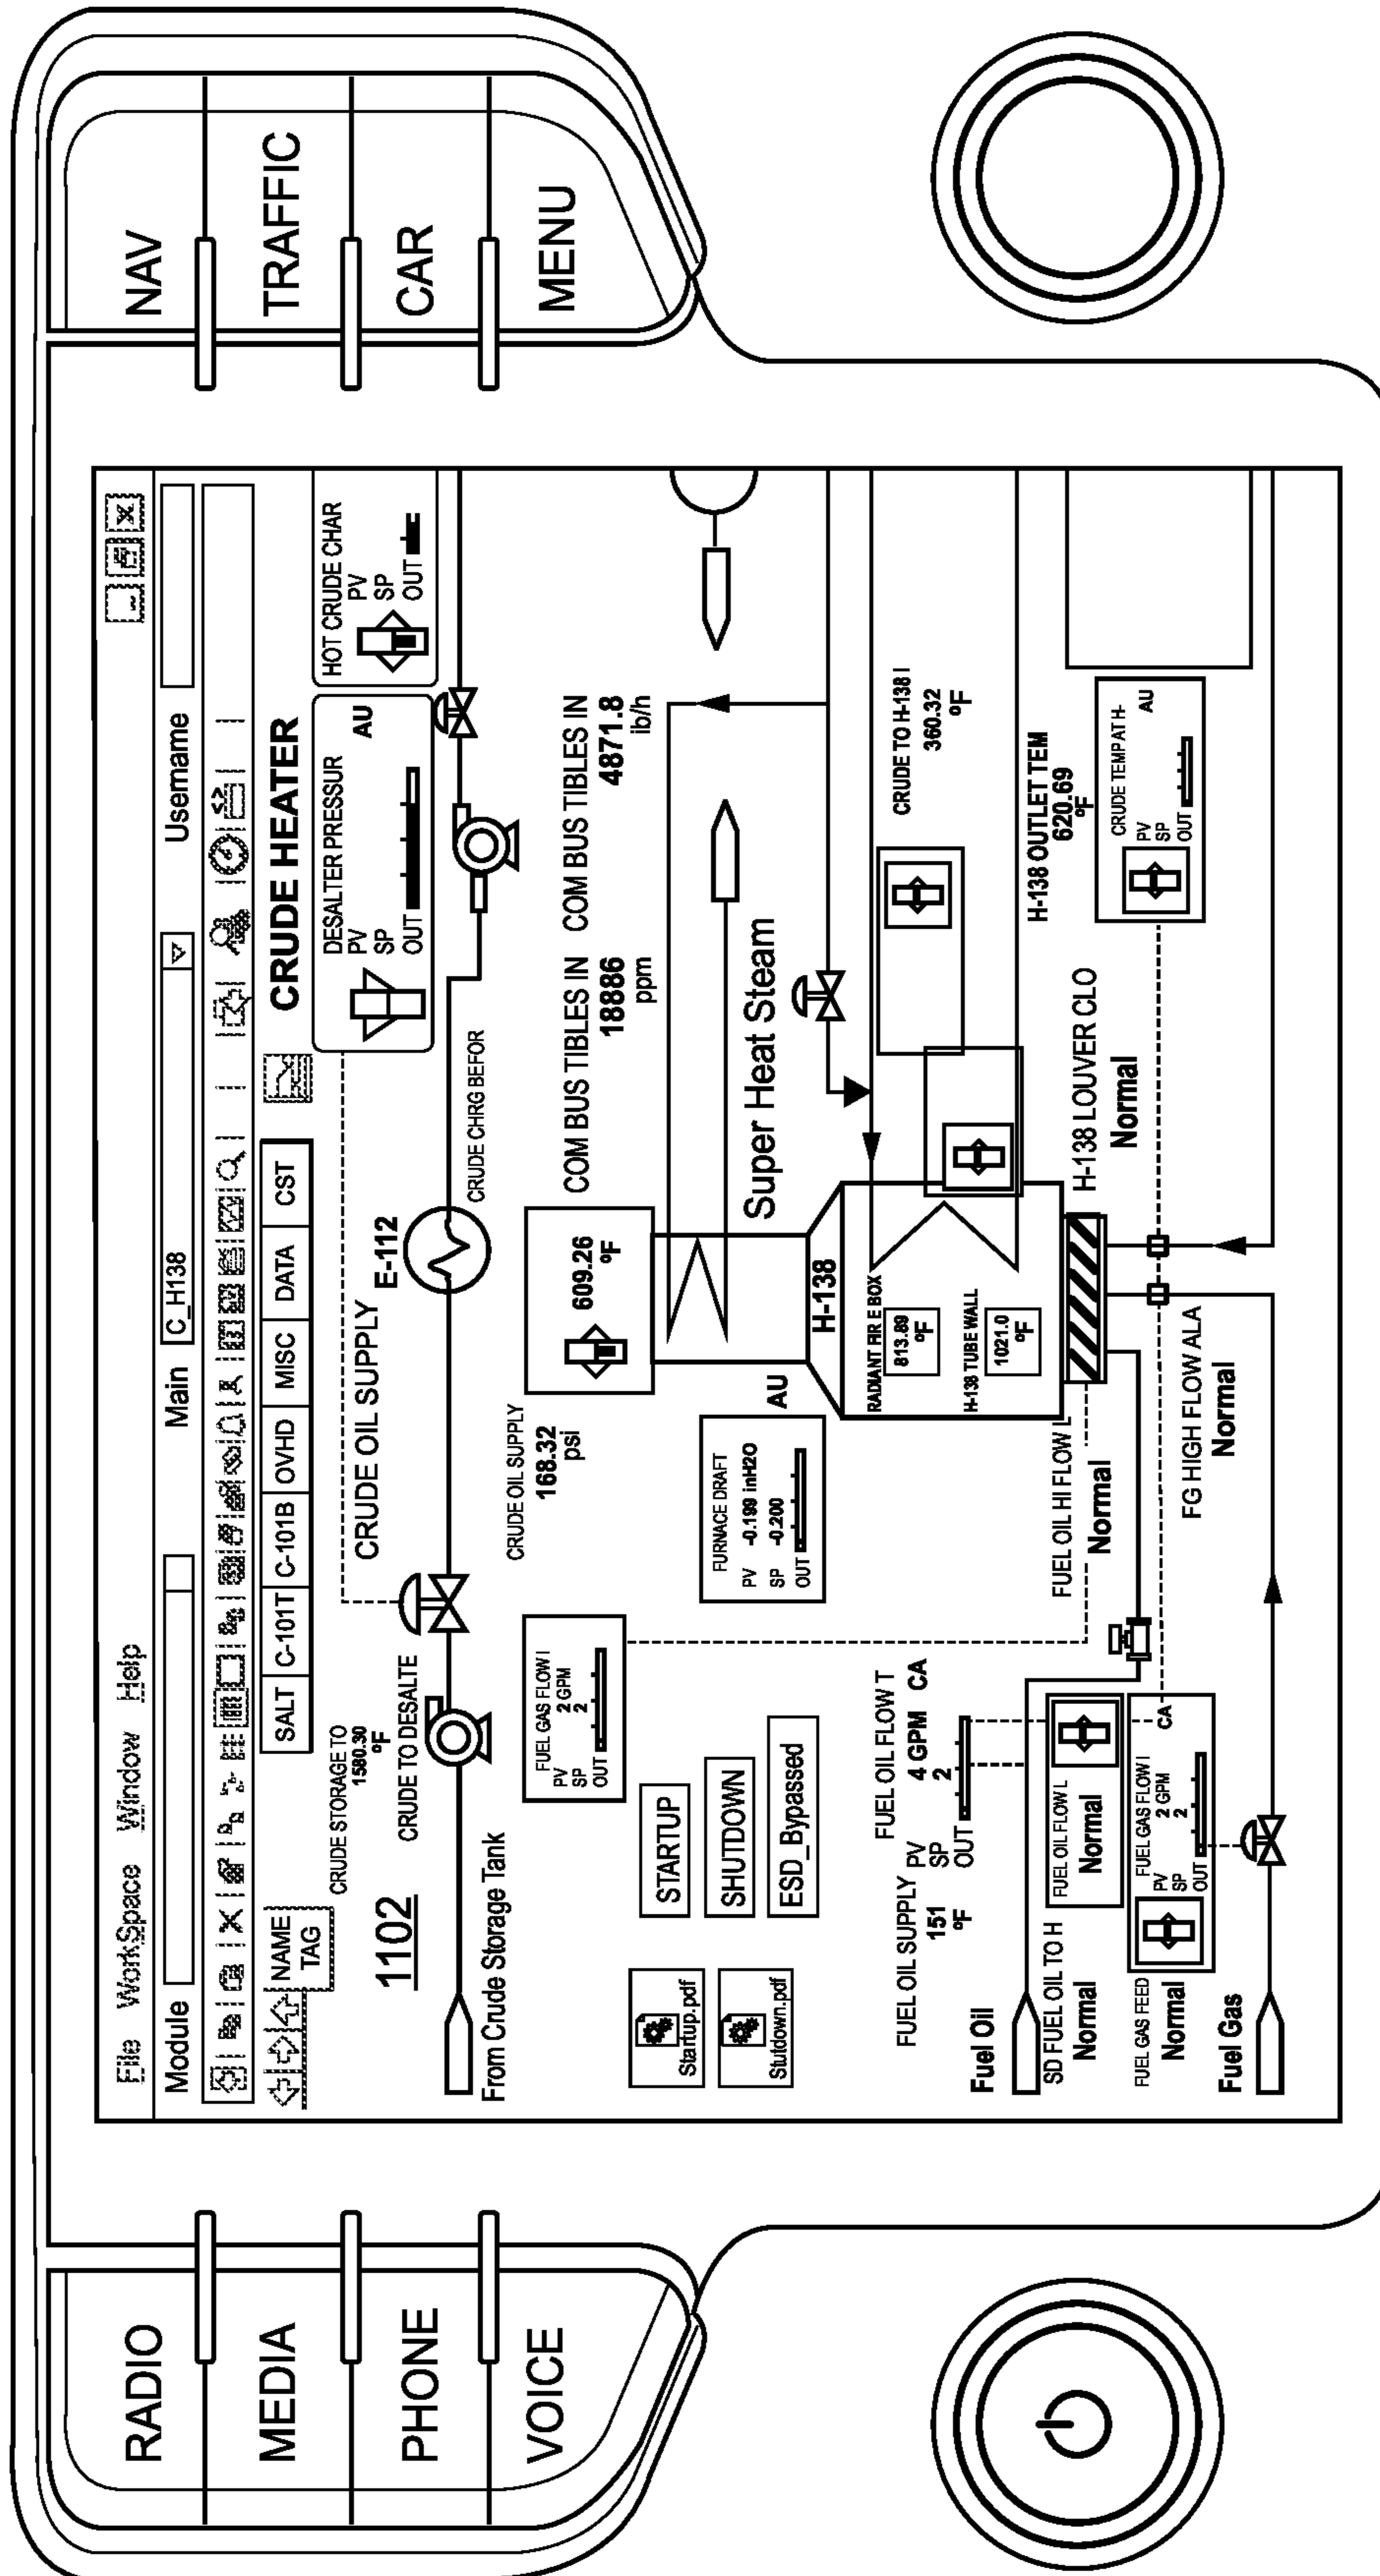 RADIO
MEDIA
PHONE
VOICE
NAV
TRAFFIC
CAR
MENU
File WorkSpace Window Help
Module
Main
C_H138
Username
<>
NAME
TAG
SALT
C-101T
C-101B
OVHD
MISC
DATA
CST
CRUDE HEATER
1102
CRUDE STORAGE TO
1580.30
ºF
CRUDE TO DESALTE
CRUDE OIL SUPPLY
E-112
DESALTER PRESSUR
PV
SP
OUT
AU
HOT CRUDE CHAR
PV
SP
OUT
From Crude Storage Tank
CRUDE CHRG BEFOR
CRUDE OIL SUPPLY
168.32
psi
FUEL GAS FLOW I
PV 2 GPM
SP 2
OUT
609.26
ºF
COM BUS TIBLES IN
18886
ppm
COM BUS TIBLES IN
4871.8
ib/h
STARTUP
SHUTDOWN
ESD_Bypassed
Startup.pdf
Stutdown.pdf
FURNACE DRAFT
PV -0.199 inH2O
SP -0.200
OUT
AU
Super Heat Steam
H-138
RADIANT FIR E BOX
813.89
ºF
H-138 TUBE WALL
1021.0
ºF
CRUDE TO H-138 I
360.32
ºF
H-138 OUTLET TEM
620.69
ºF
FUEL OIL SUPPLY
151
ºF
FUEL OIL FLOW T
PV 4 GPM CA
SP 2
OUT
Fuel Oil
SD FUEL OIL TO H
Normal
FUEL OIL FLOW L
Normal
FUEL OIL HI FLOW L
Normal
H-138 LOUVER CLO
Normal
CRUDE TEMP AT H-
PV
SP
OUT
AU
FUEL GAS FEED
Normal
FUEL GAS FLOW I
PV 2 GPM
SP 2
OUT
CA
FG HIGH FLOW ALA
Normal
Fuel Gas